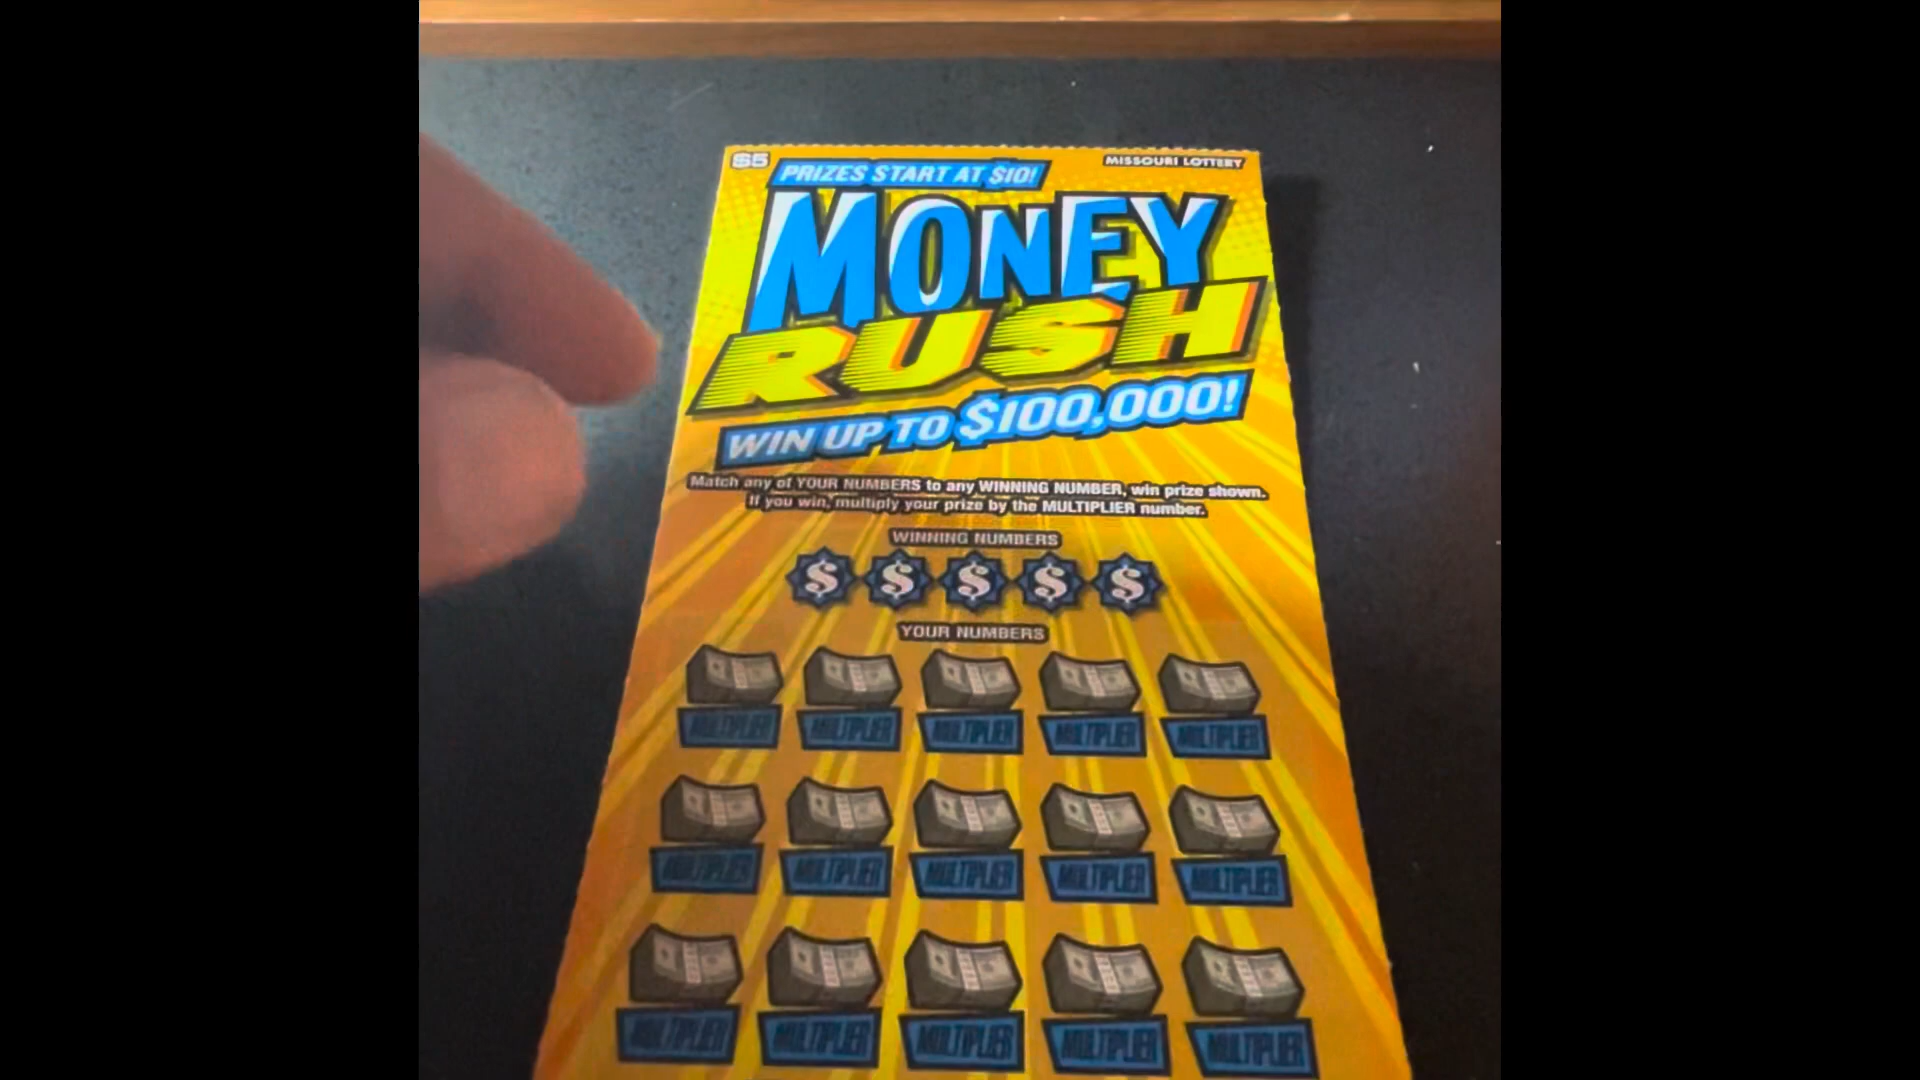 $5
MISSOURI LOTTERY
PRIZES START AT $10!
MONEY
RUSH
WIN UP TO $100,000!
Match any of YOUR NUMBERS to any WINNING NUMBER, win prize shown.
If you win, multiply your prize by the MULTIPLIER number.
WINNING NUMBERS
$ $ $ $ $
YOUR NUMBERS
MULTIPLIER MULTIPLIER MULTIPLIER MULTIPLIER MULTIPLIER
MULTIPLIER MULTIPLIER MULTIPLIER MULTIPLIER MULTIPLIER
MULTIPLIER MULTIPLIER MULTIPLIER MULTIPLIER MULTIPLIER